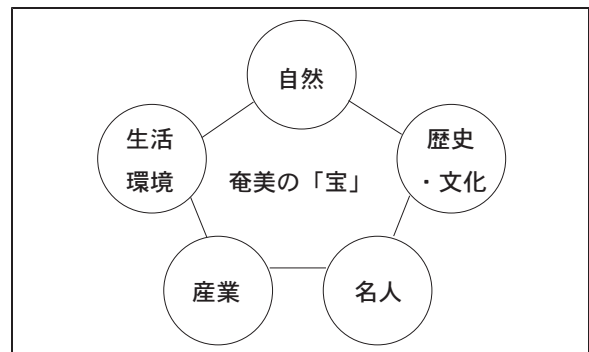 自然
生活
環境
歴史
・文化
奄美の「宝」
産業
名人